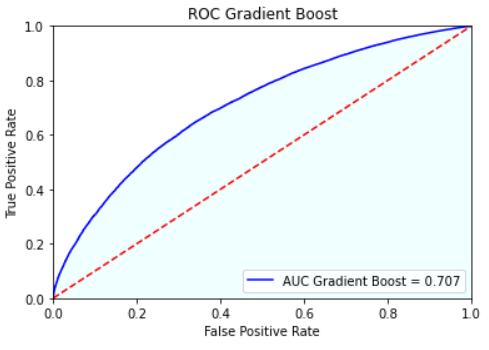 ROC Gradient Boost
1.0
0.8
0.6
0.4
0.2
0.0
True Positive Rate
AUC Gradient Boost = 0.707
0.0 0.2 0.4 0.6 0.8 1.0
False Positive Rate